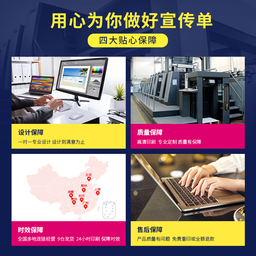 用心为你做好宣传单
四大贴心保障
设计保障
一对一专业设计 设计到满意为止
质量保障
高清印刷 专业定制 质量有保障
时效保障
全国多地连锁经营 9仓发货 24小时印刷 保障时效
售后保障
产品质量有问题 免费重印或全额退款